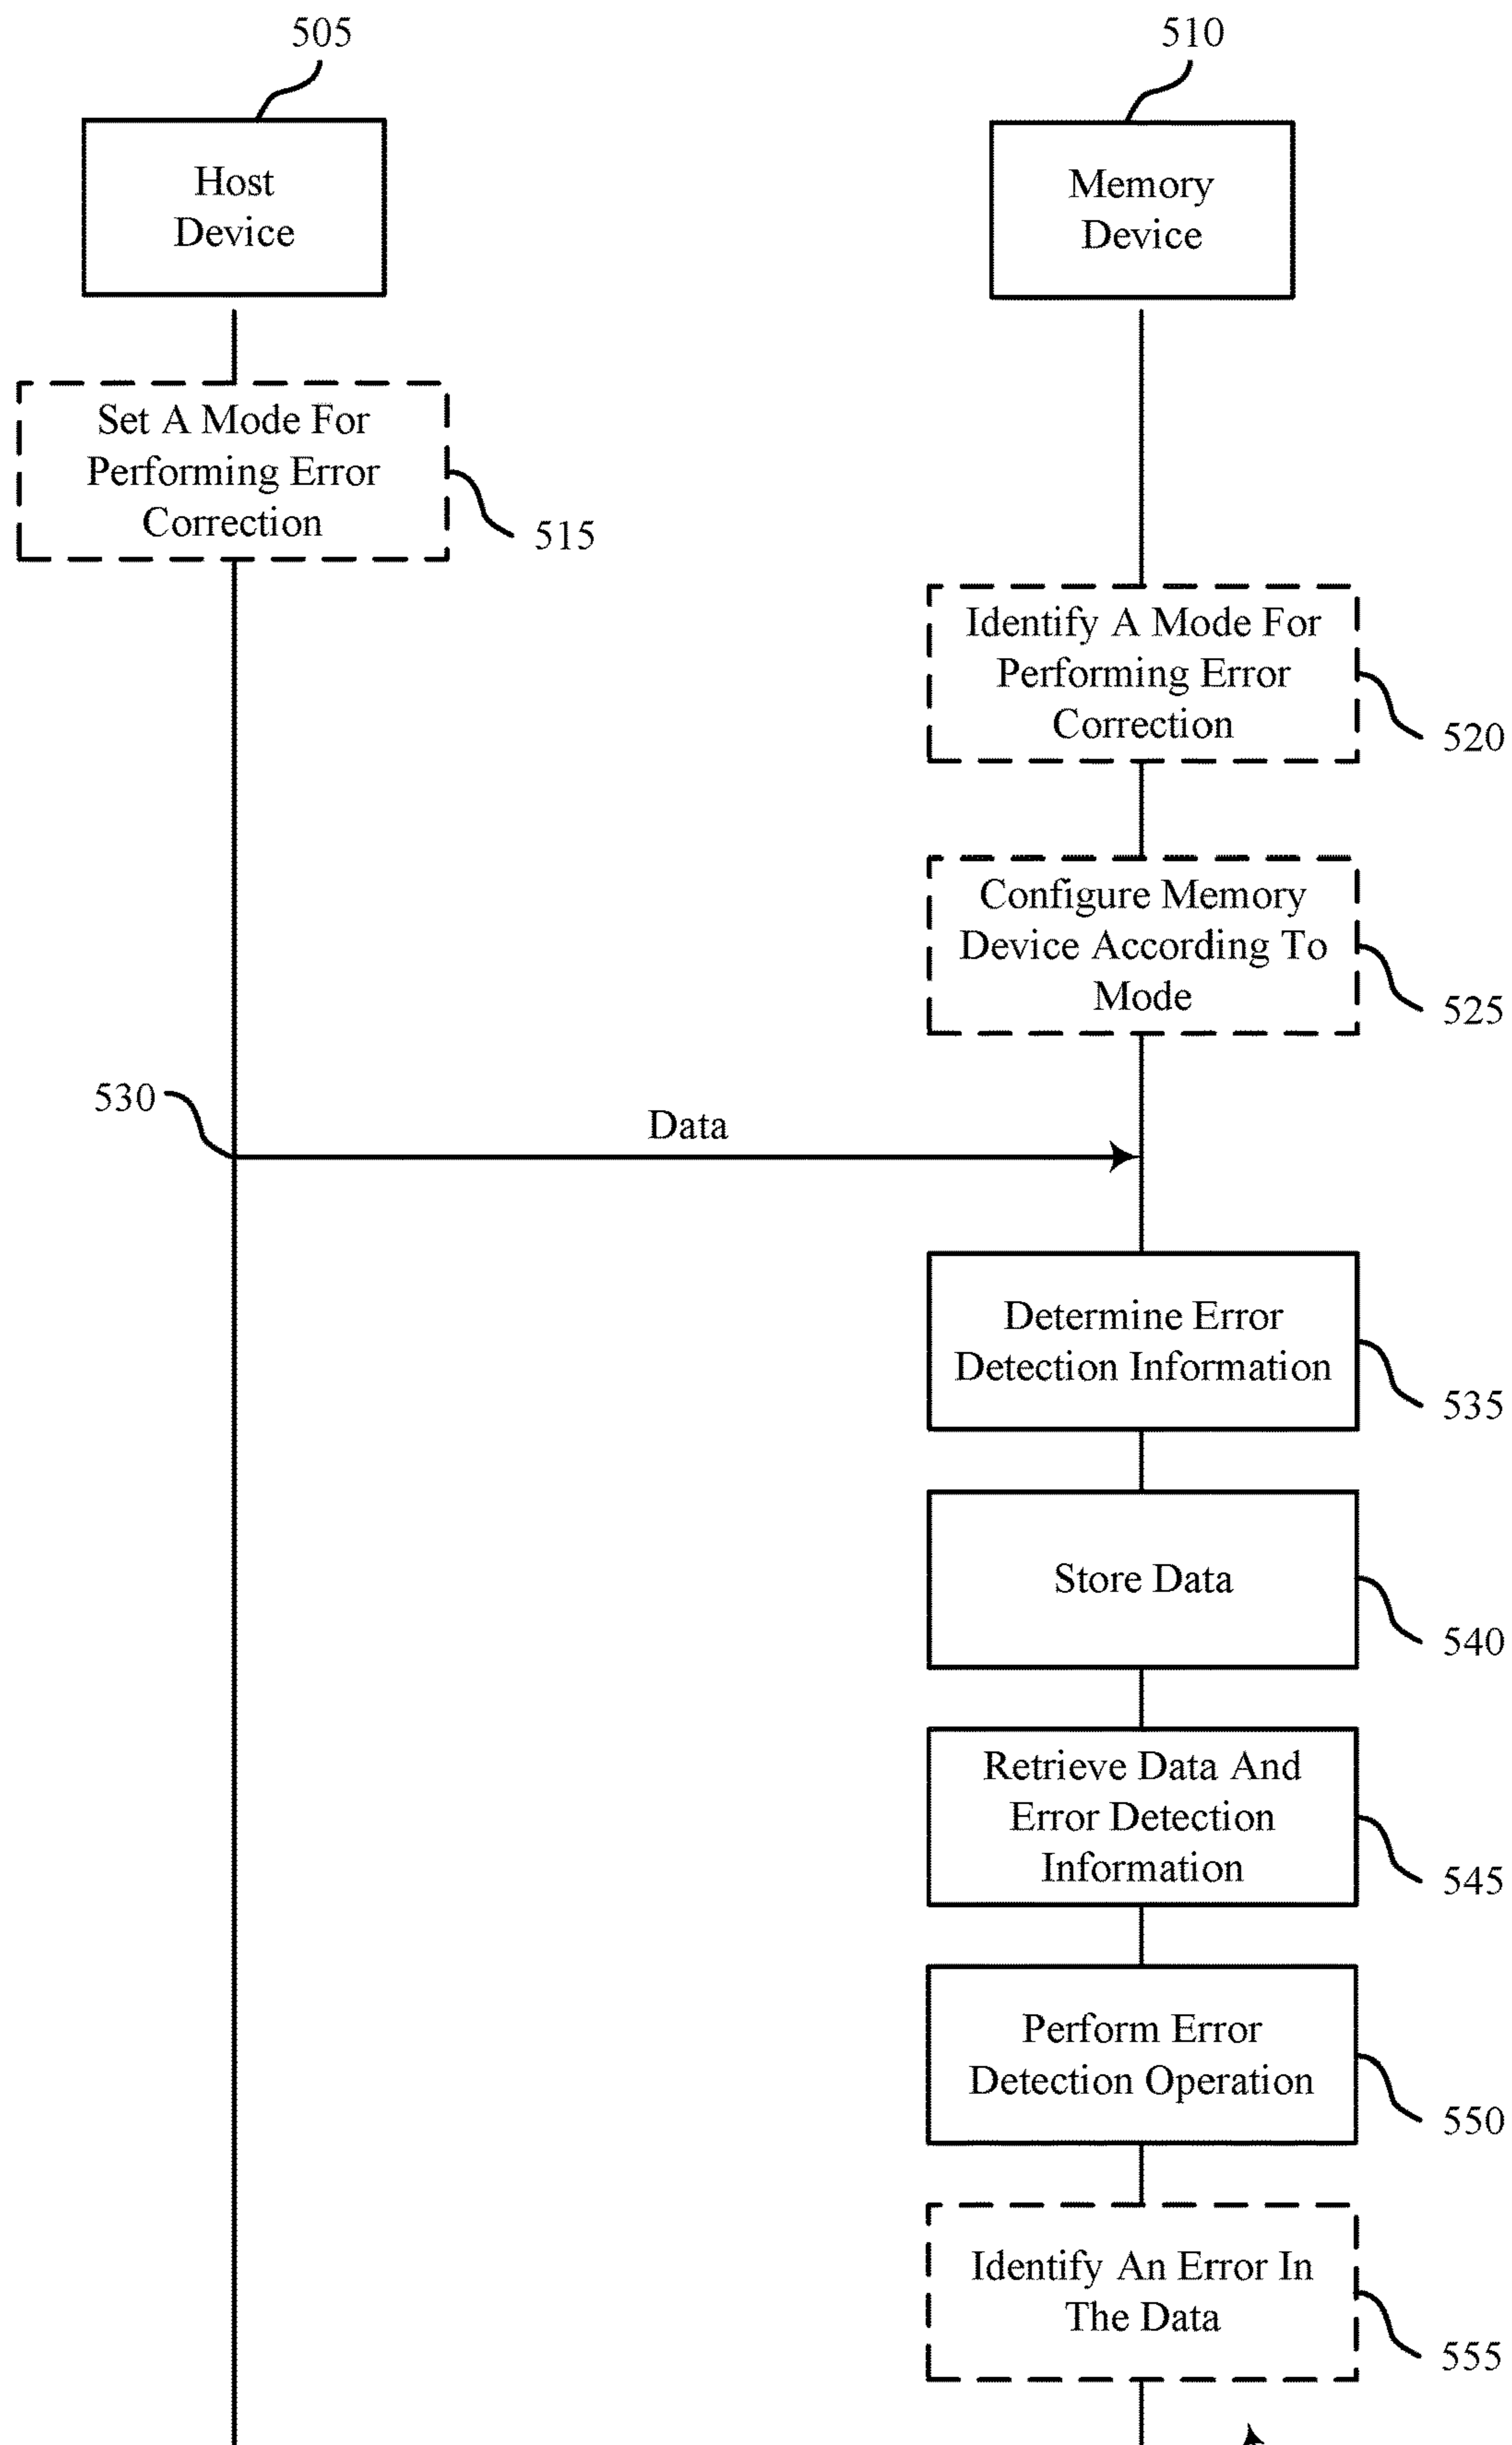 505
510
Host
Device
Memory
Device
Set A Mode For
Performing Error
Correction
515
Identify A Mode For
Performing Error
Correction
520
Configure Memory
Device According To
Mode
525
530
Data
Determine Error
Detection Information
535
Store Data
540
Retrieve Data And
Error Detection
Information
545
Perform Error
Detection Operation
550
Identify An Error In
The Data
555